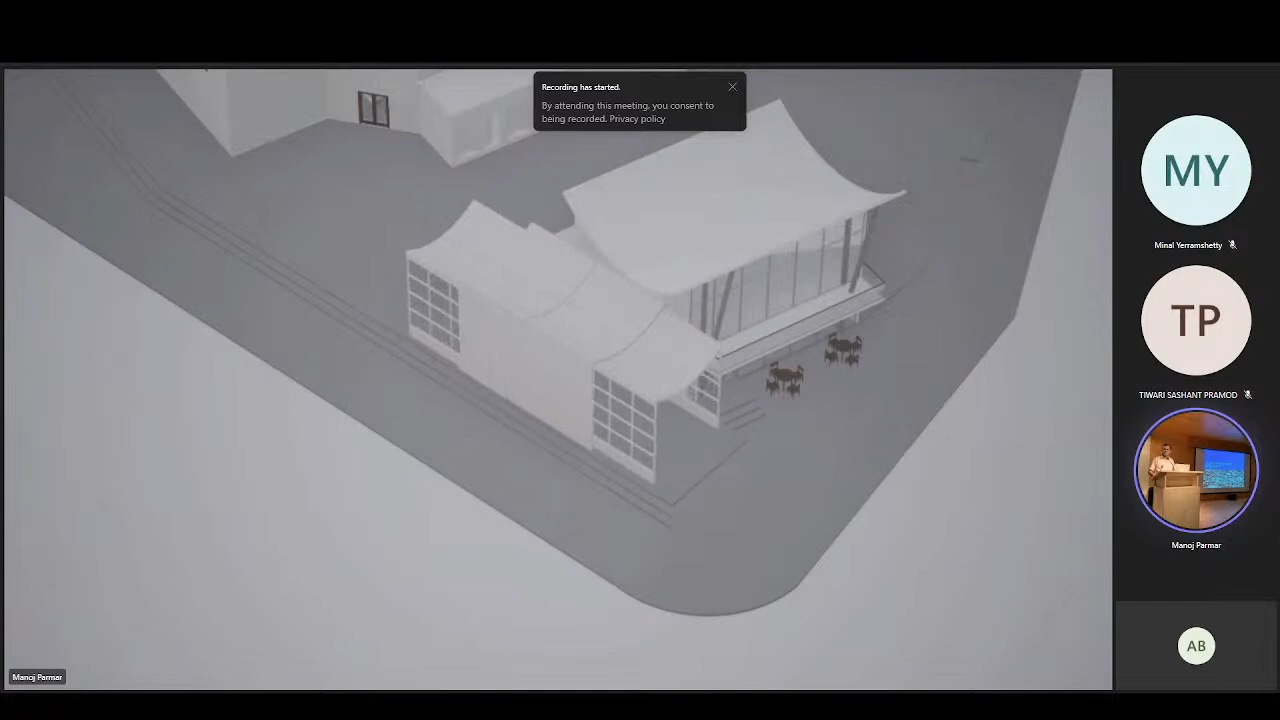 Recording has started.
By attending this meeting, you consent to
being recorded. Privacy policy
MY
Minal Yerramshetty
TP
TIWARI SASHANT PRAMOD
Manoj Parmar
AB
Manoj Parmar